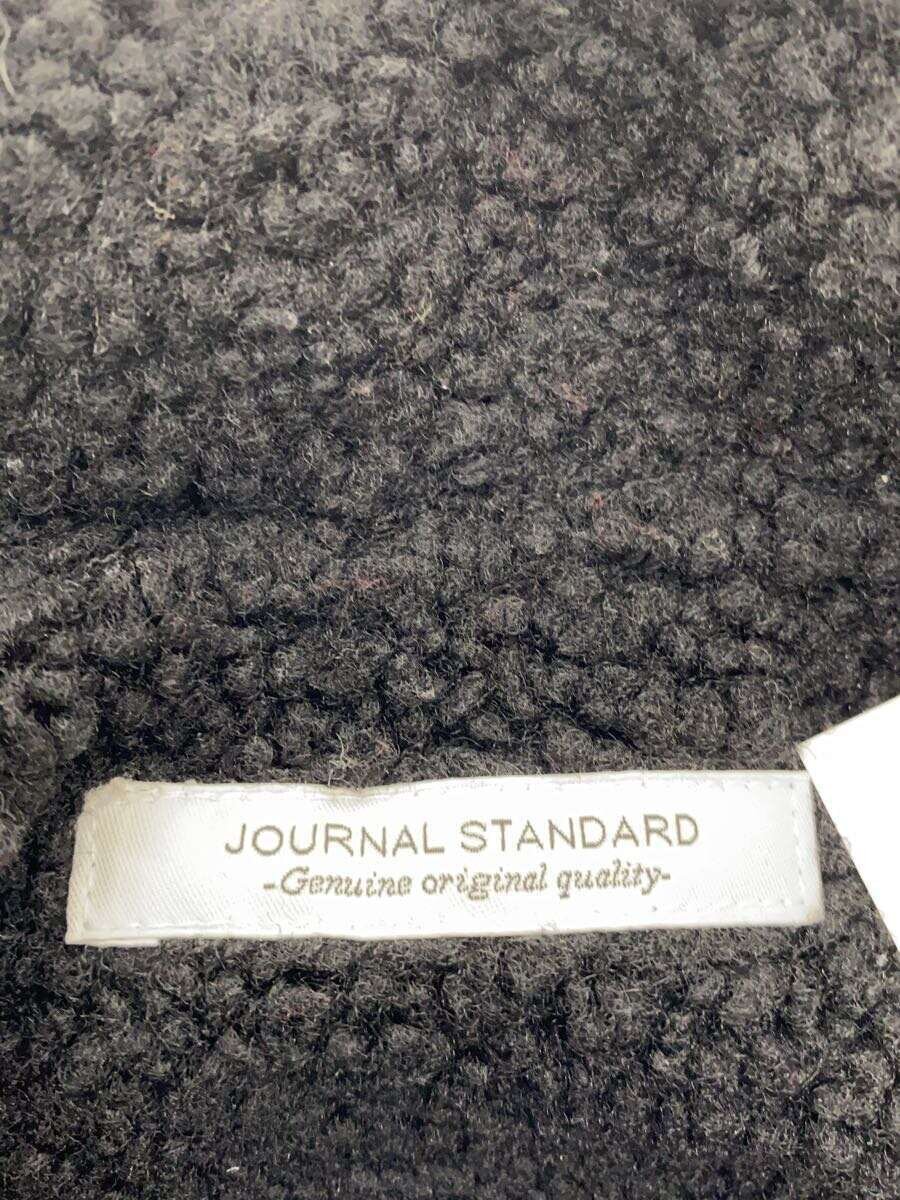 JOURNAL STANDARD
-Genuine original quality-